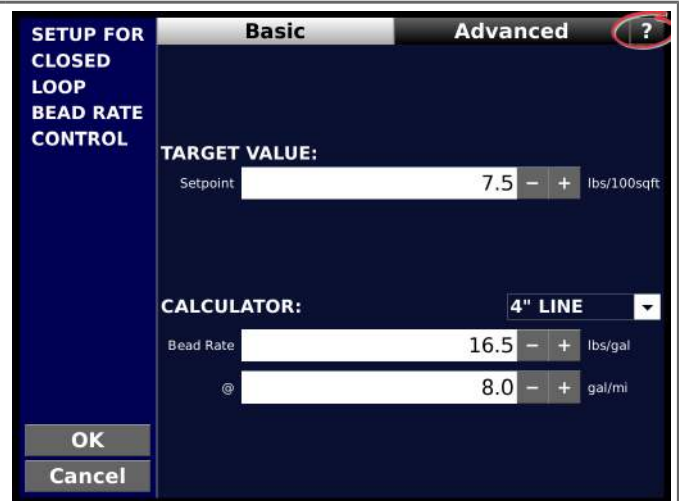 SETUP FOR
CLOSED
LOOP
BEAD RATE
CONTROL
Basic
Advanced
?
TARGET VALUE:
Setpoint 7.5 − + lbs/100sqft
CALCULATOR: 4" LINE
Bead Rate 16.5 − + lbs/gal
@ 8.0 − + gal/mi
OK
Cancel